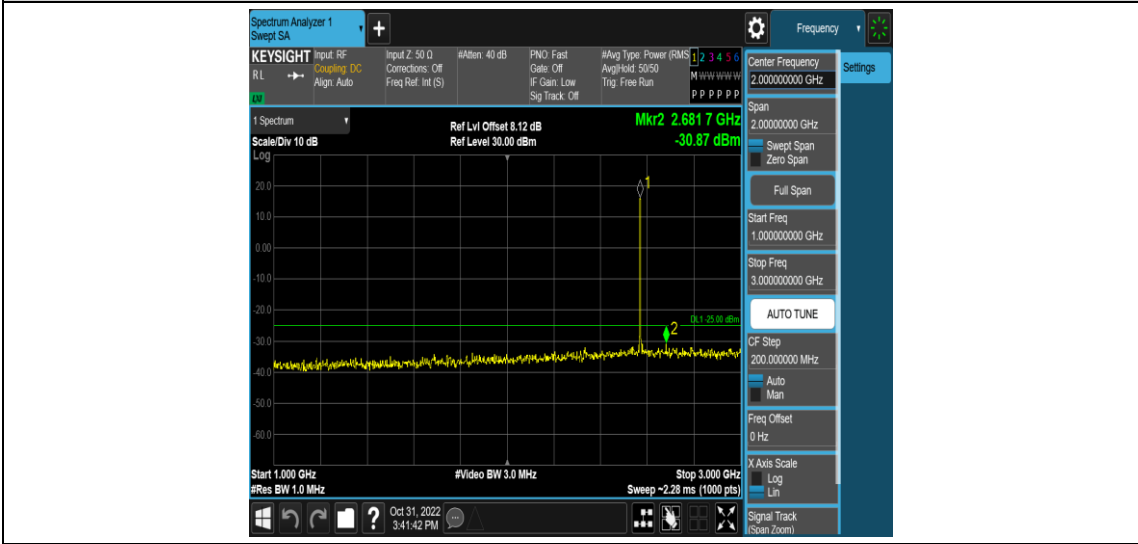 Spectrum Analyzer 1
Swept SA
+
Frequency
KEYSIGHT
RL
Input: RF
Coupling: DC
Align: Auto
Input Z: 50 Ω
Corrections: Off
Freq Ref: Int (S)
#Atten: 40 dB
PNO: Fast
Gate: Off
IF Gain: Low
Sig Track: Off
#Avg Type: Power (RMS
Avg|Hold: 50/50
Trig: Free Run
1 2 3 4 5 6
M W W W W W
P P P P P P
1 Spectrum
Scale/Div 10 dB
Log
Ref Lvl Offset 8.12 dB
Ref Level 30.00 dBm
Mkr2 2.681 7 GHz
-30.87 dBm
20.0
10.0
0.00
-10.0
-20.0
-30.0
-40.0
-50.0
-60.0
1
2
DL1 -25.00 dBm
Start 1.000 GHz
#Res BW 1.0 MHz
#Video BW 3.0 MHz
Stop 3.000 GHz
Sweep ~2.28 ms (1000 pts)
?
Oct 31, 2022
3:41:42 PM
Center Frequency
2.000000000 GHz
Settings
Span
2.00000000 GHz
Swept Span
Zero Span
Full Span
Start Freq
1.000000000 GHz
Stop Freq
3.000000000 GHz
AUTO TUNE
CF Step
200.000000 MHz
Auto
Man
Freq Offset
0 Hz
X Axis Scale
Log
Lin
Signal Track
(Span Zoom)